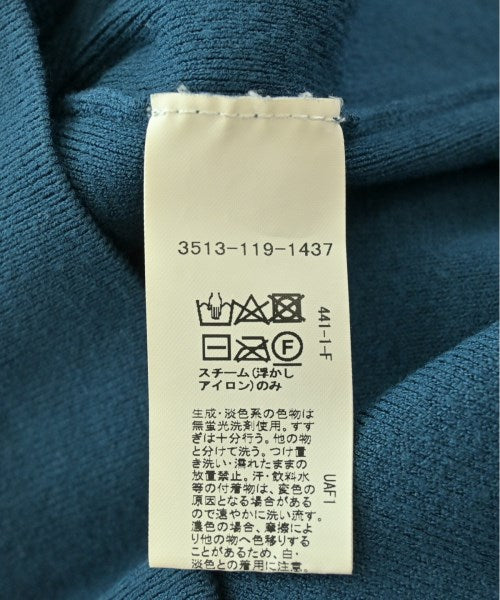 3513-119-1437
441-1-F
F
スチーム(浮かし
アイロン)のみ
生成・淡色系の色物は
無蛍光洗剤使用。すす
ぎは十分行う。他の物
と分けて洗う。つけ置
き洗い・濡れたままの
放置禁止。汗・飲料水
等の付着物は、変色の
原因となる場合がある
ので速やかに洗い流す。
濃色の場合、摩擦によ
り他の物へ色移りする
ことがあるため、白・
淡色との着用に注意。
UAF1